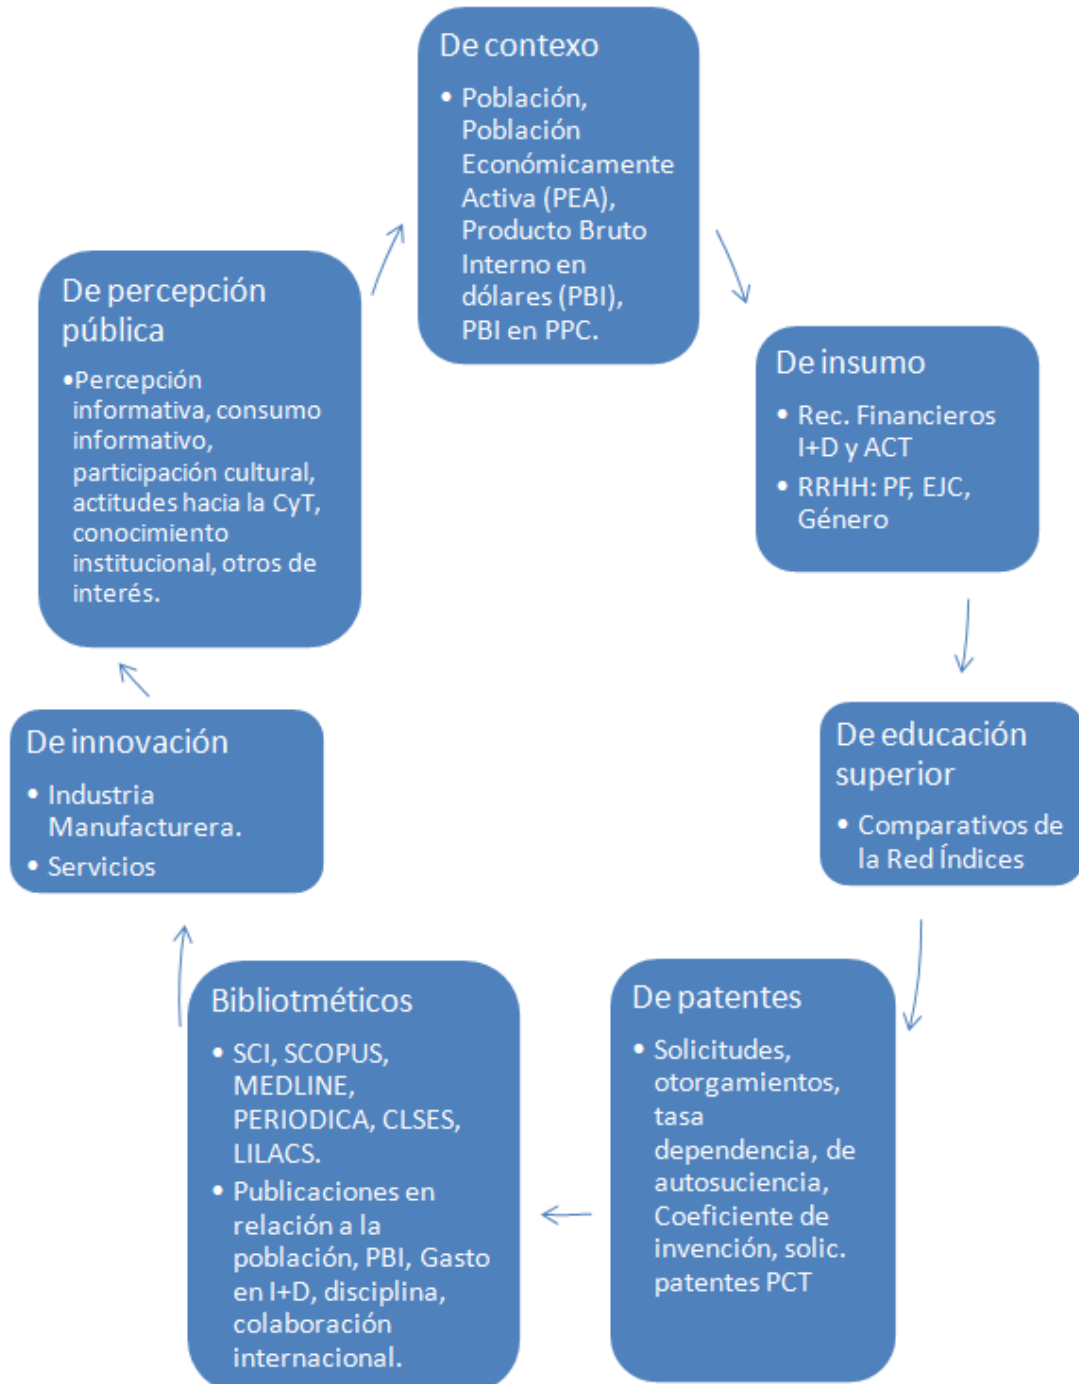 De contexo
• Población,
Población
Económicamente
Activa (PEA),
Producto Bruto
Interno en
dólares (PBI),
PBI en PPC.
De insumo
• Rec. Financieros
I+D y ACT
• RRHH: PF, EJC,
Género
De educación
superior
• Comparativos de
la Red Índices
De patentes
• Solicitudes,
otorgamientos,
tasa
dependencia, de
autosuciencia,
Coeficiente de
invención, solic.
patentes PCT
Bibliotméticos
• SCI, SCOPUS,
MEDLINE,
PERIODICA, CLSES,
LILACS.
• Publicaciones en
relación a la
población, PBI, Gasto
en I+D, disciplina,
colaboración
internacional.
De innovación
• Industria
Manufacturera.
• Servicios
De percepción
pública
•Percepción
informativa, consumo
informativo,
participación cultural,
actitudes hacia la CyT,
conocimiento
institucional, otros de
interés.